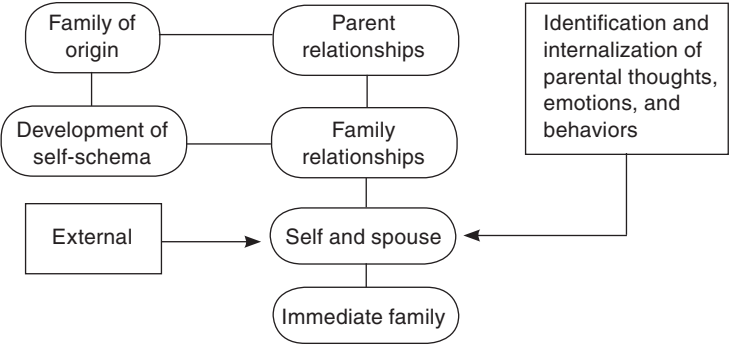 Family of
origin
Parent
relationships
Identification and
internalization of
parental thoughts,
emotions, and
behaviors
Development of
self-schema
Family
relationships
External
Self and spouse
Immediate family